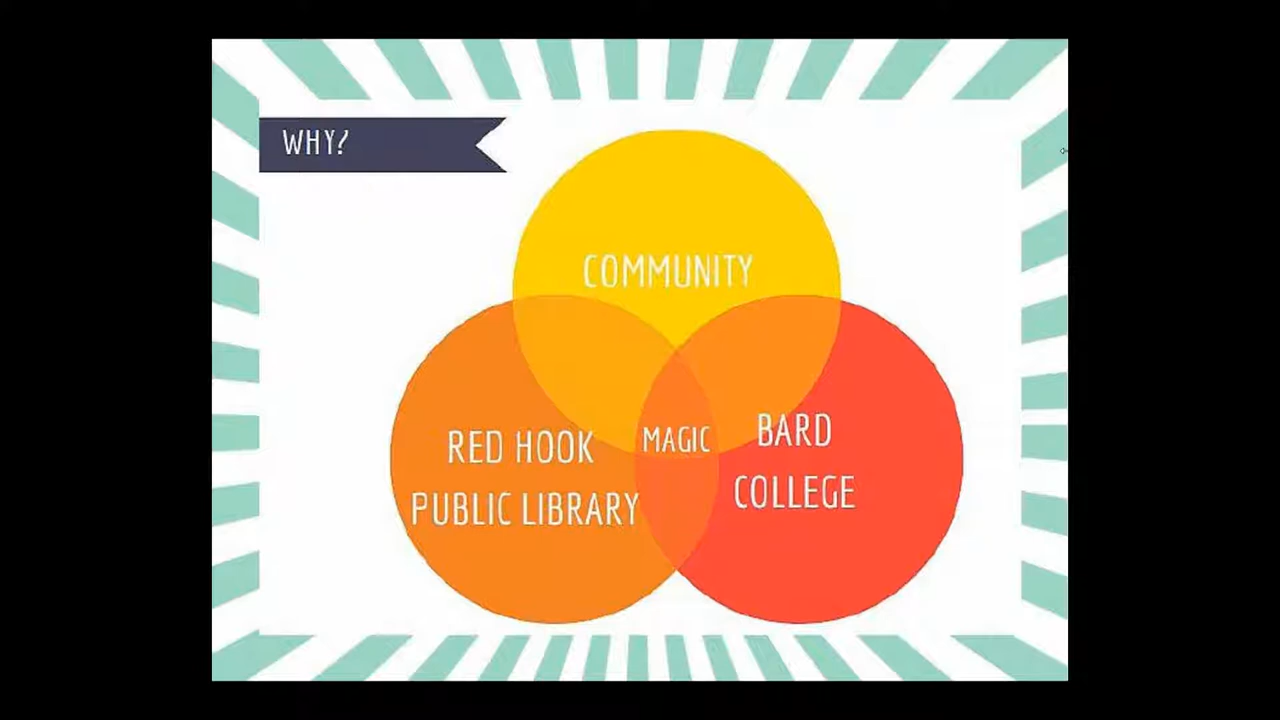 WHY?
COMMUNITY
RED HOOK
PUBLIC LIBRARY
MAGIC
BARD
COLLEGE